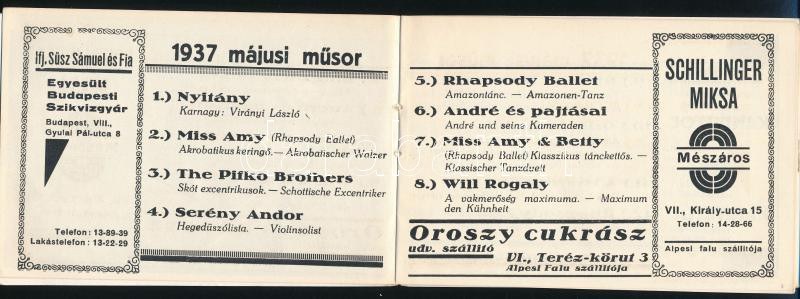 Ifj. Süsz Sámuel és Fia
Egyesült
Budapesti
Szikvizgyár
Budapest, VIII.,
Gyulai Pál-utca 8
Telefon: 13-89-39
Lakástelefon: 13-22-29
1937 májusi műsor
1.) Nyitány
Karnagy: Virányi László
2.) Miss Amy (Rhapsody Ballet)
Akrobatikus keringő. — Akrobatischer Walzer
3.) The Pifko Brothers
Skót excentrikusok. — Schottische Excentriker
4.) Serény Andor
Hegedűszólista. — Violinsolist
5.) Rhapsody Ballet
Amazontánc. — Amazonen-Tanz
6.) André és pajtásai
André und seine Kameraden
7.) Miss Amy & Betty
(Rhapsody Ballet) Klasszikus tánckettős. —
Klassischer Tanzduett
8.) Will Rogaly
A vakmerőség maximuma. — Maximum
den Kühnheit
Oroszy cukrász
udv. szállító
VI., Teréz-körut 3
Alpesi Falu szállítója
SCHILLINGER
MIKSA
Mészáros
VII., Király-utca 15
Telefon: 14-28-66
Alpesi falu szállítója